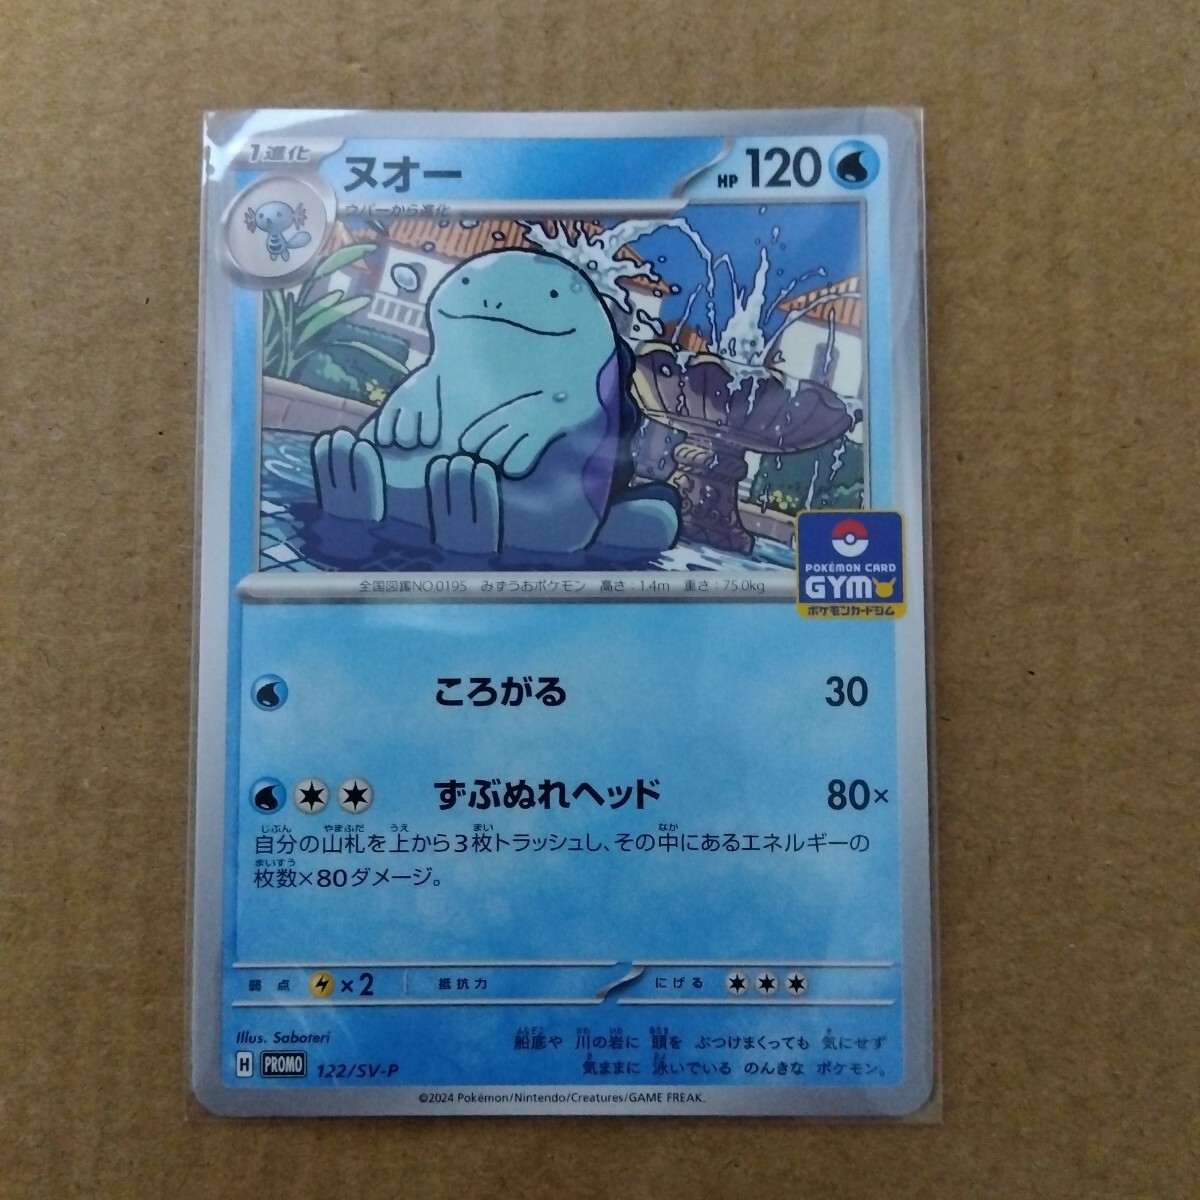 1進化
ヌオー
HP 120
ウパーから進化
POKÉMON CARD
GYM
ポケモンカードジム
全国図鑑NO.0195 みずうおポケモン 高さ:1.4m 重さ:75.0kg
ころがる 30
ずぶぬれヘッド 80×
自分の山札を上から3枚トラッシュし、その中にあるエネルギーの
枚数×80ダメージ。
弱点 ×2 抵抗力 にげる
Illus. Saboteri
船底や 川の岩に 頭を ぶつけまくっても 気にせず
気ままに 泳いでいる のんきな ポケモン。
H PROMO 122/SV-P
©2024 Pokémon/Nintendo/Creatures/GAME FREAK.